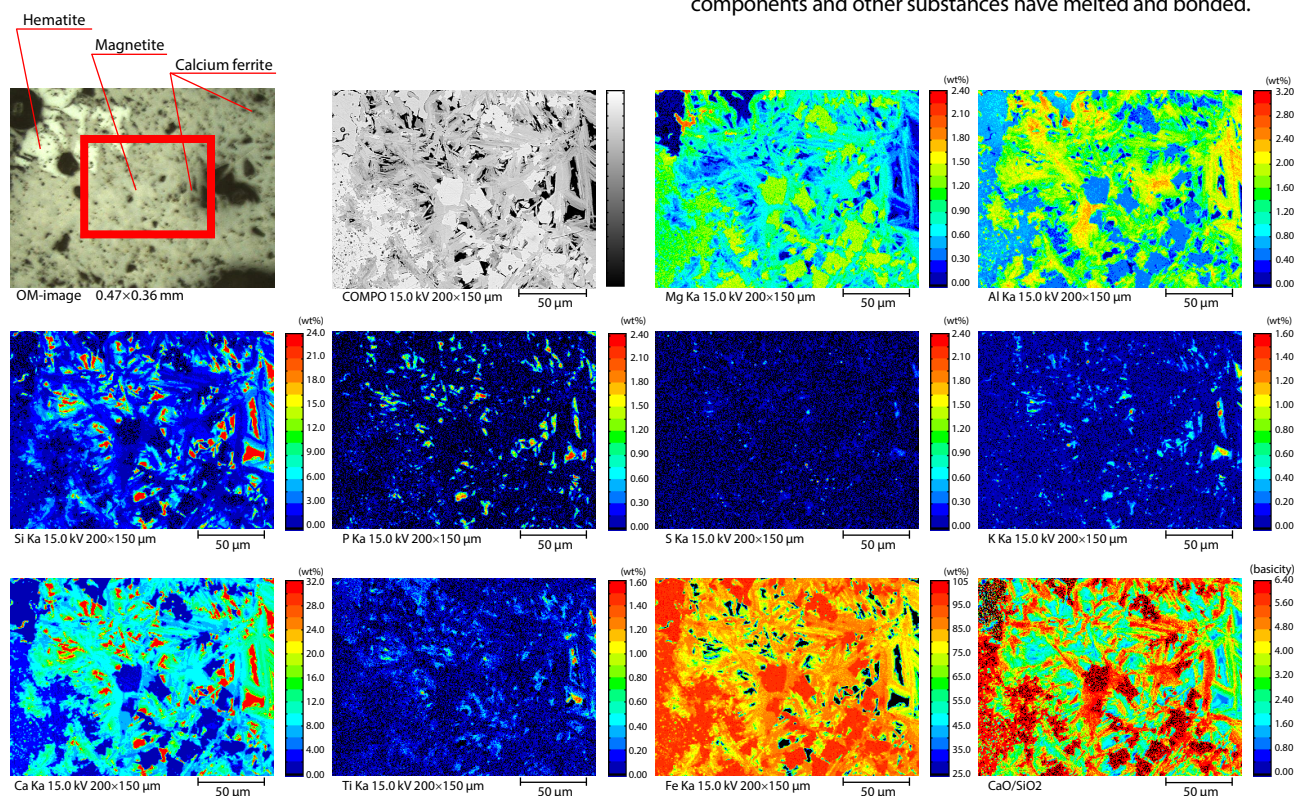 components and other substances have melted and bonded.
Hematite
Magnetite
Calcium ferrite
OM-image 0.47×0.36 mm
COMPO 15.0 kV 200×150 µm
50 µm
(wt%)
2.40
2.10
1.80
1.50
1.20
0.90
0.60
0.30
0.00
Mg Ka 15.0 kV 200×150 µm
50 µm
(wt%)
3.20
2.80
2.40
2.00
1.60
1.20
0.80
0.40
0.00
Al Ka 15.0 kV 200×150 µm
50 µm
(wt%)
24.0
21.0
18.0
15.0
12.0
9.00
6.00
3.00
0.00
Si Ka 15.0 kV 200×150 µm
50 µm
(wt%)
2.40
2.10
1.80
1.50
1.20
0.90
0.60
0.30
0.00
P Ka 15.0 kV 200×150 µm
50 µm
(wt%)
2.40
2.10
1.80
1.50
1.20
0.90
0.60
0.30
0.00
S Ka 15.0 kV 200×150 µm
50 µm
(wt%)
1.60
1.40
1.20
1.00
0.80
0.60
0.40
0.20
0.00
K Ka 15.0 kV 200×150 µm
50 µm
(wt%)
32.0
28.0
24.0
20.0
16.0
12.0
8.00
4.00
0.00
Ca Ka 15.0 kV 200×150 µm
50 µm
(wt%)
1.60
1.40
1.20
1.00
0.80
0.60
0.40
0.20
0.00
Ti Ka 15.0 kV 200×150 µm
50 µm
(wt%)
105
95.0
85.0
75.0
65.0
55.0
45.0
35.0
25.0
Fe Ka 15.0 kV 200×150 µm
50 µm
(basicity)
6.40
5.60
4.80
4.00
3.20
2.40
1.60
0.80
0.00
CaO/SiO2
50 µm